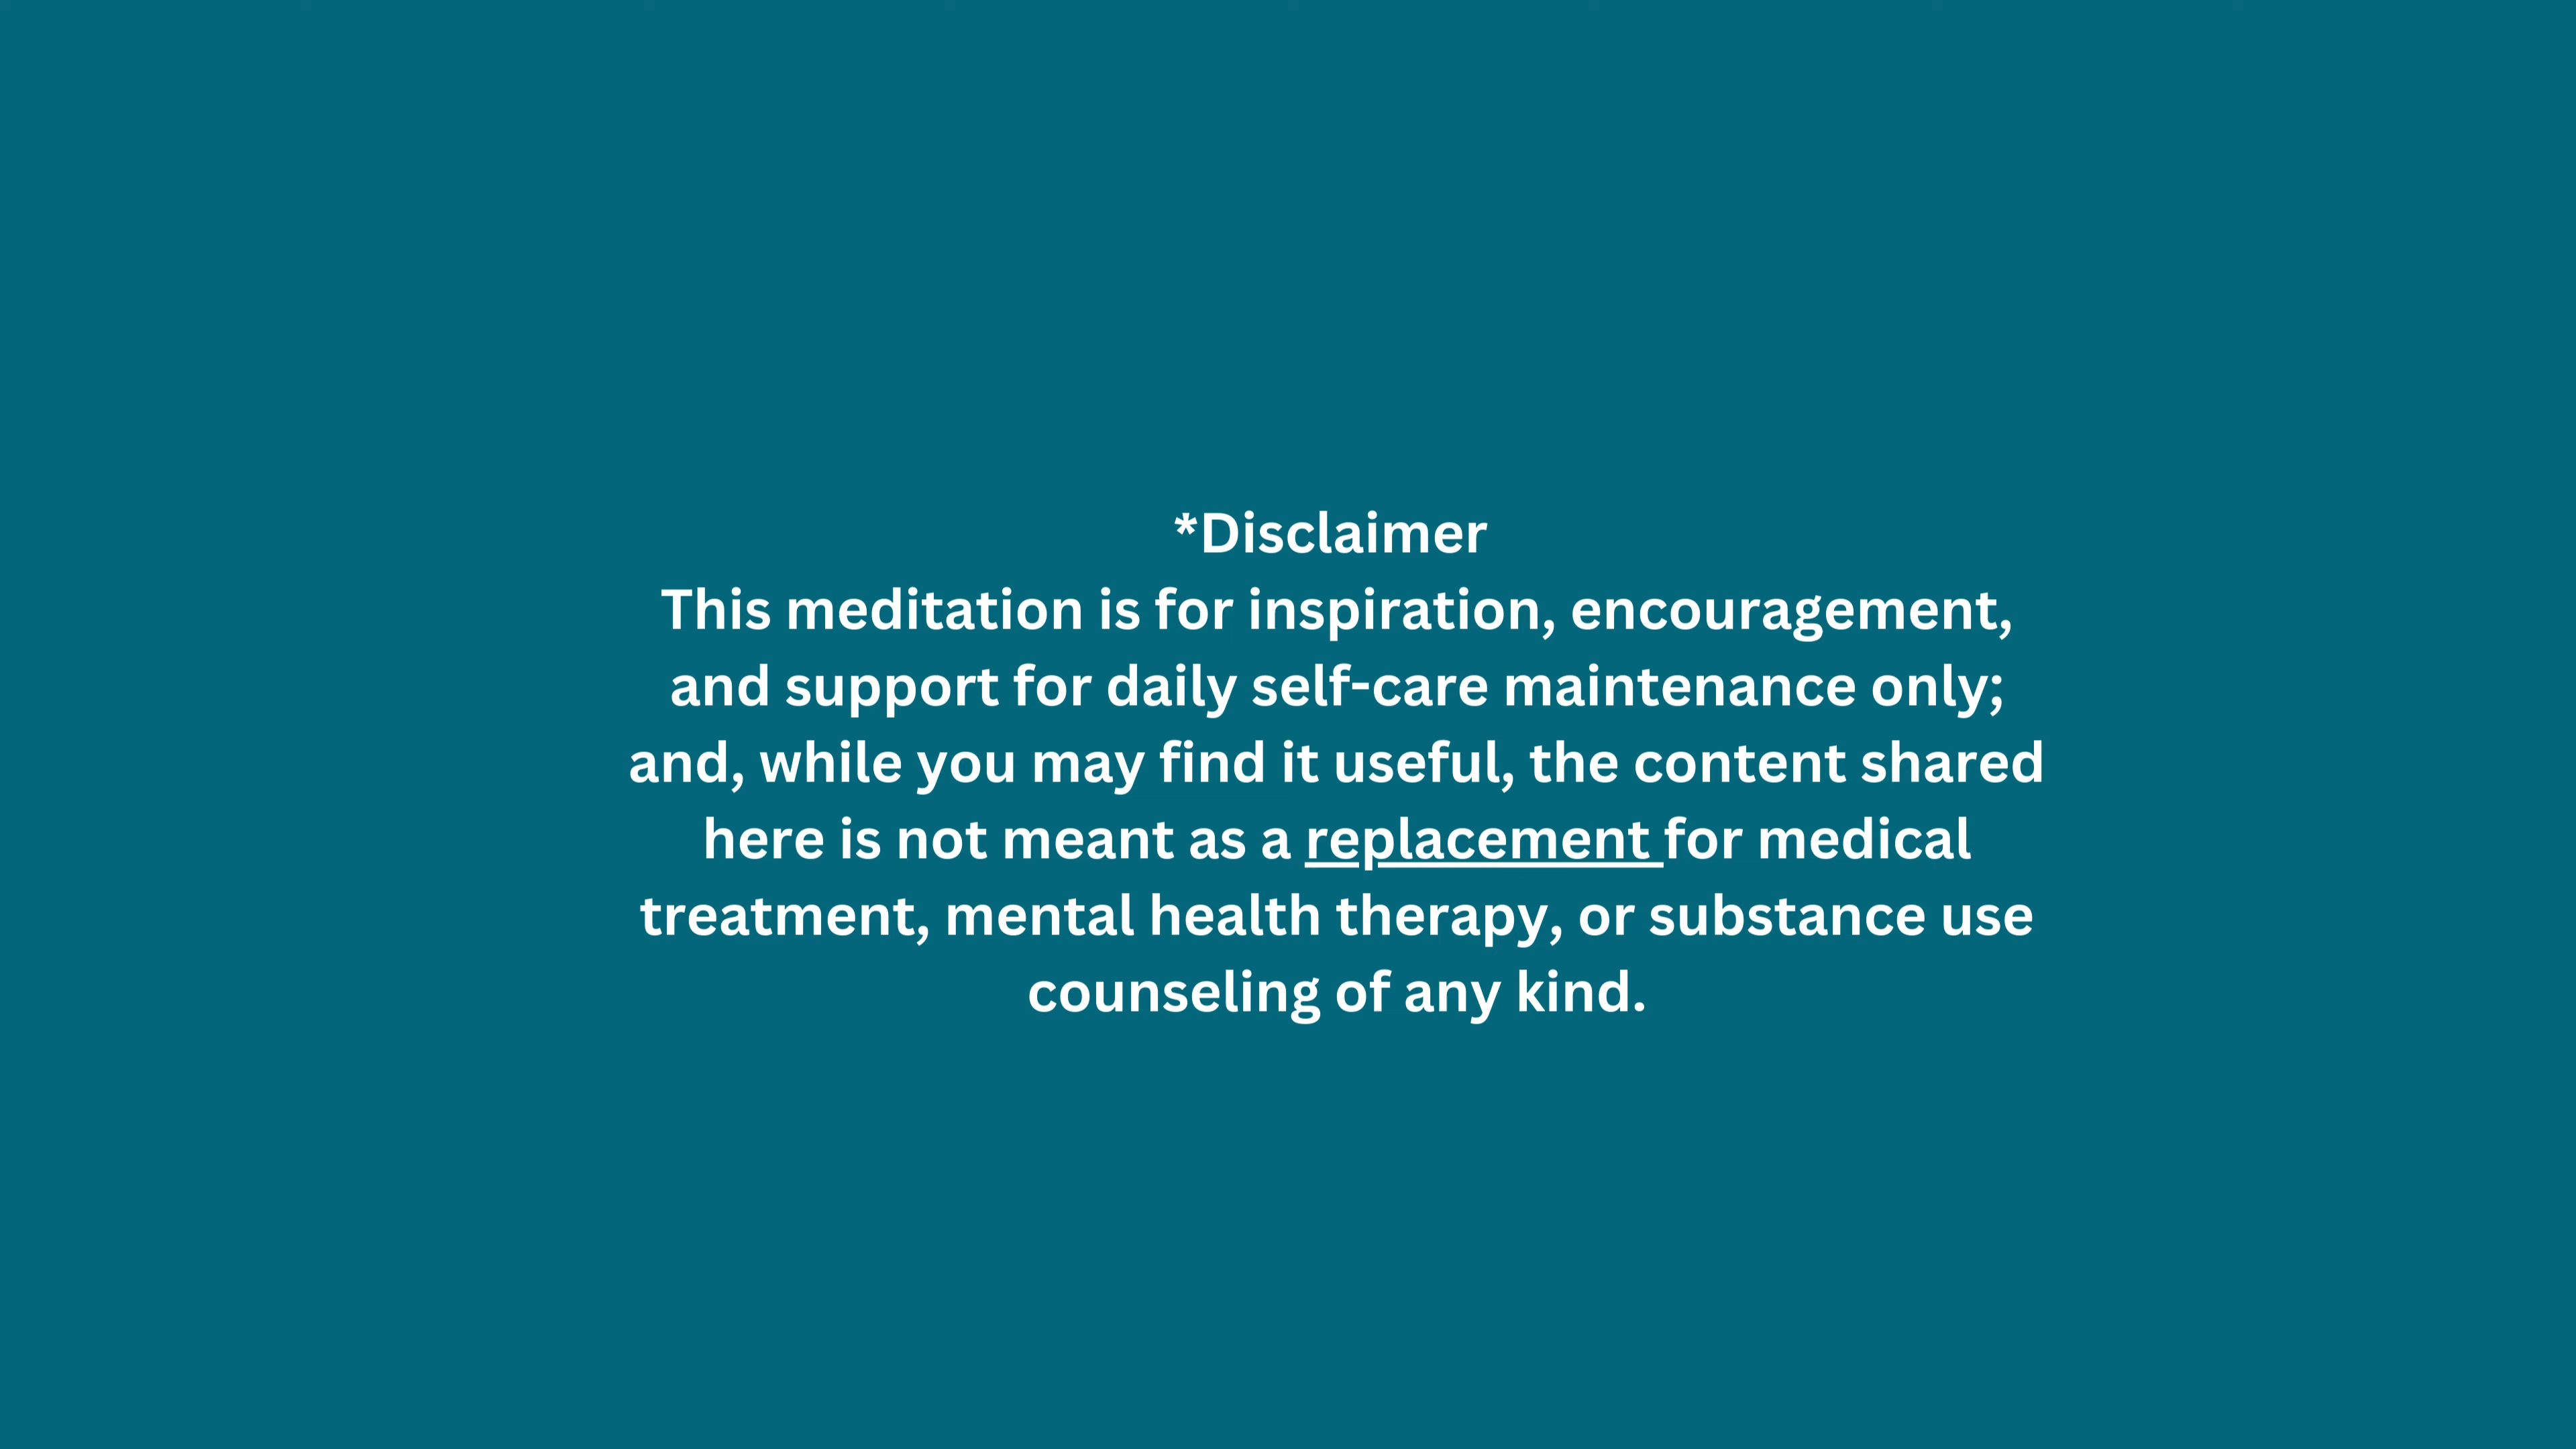 *Disclaimer
This meditation is for inspiration, encouragement,
and support for daily self-care maintenance only;
and, while you may find it useful, the content shared
here is not meant as a replacement for medical
treatment, mental health therapy, or substance use
counseling of any kind.